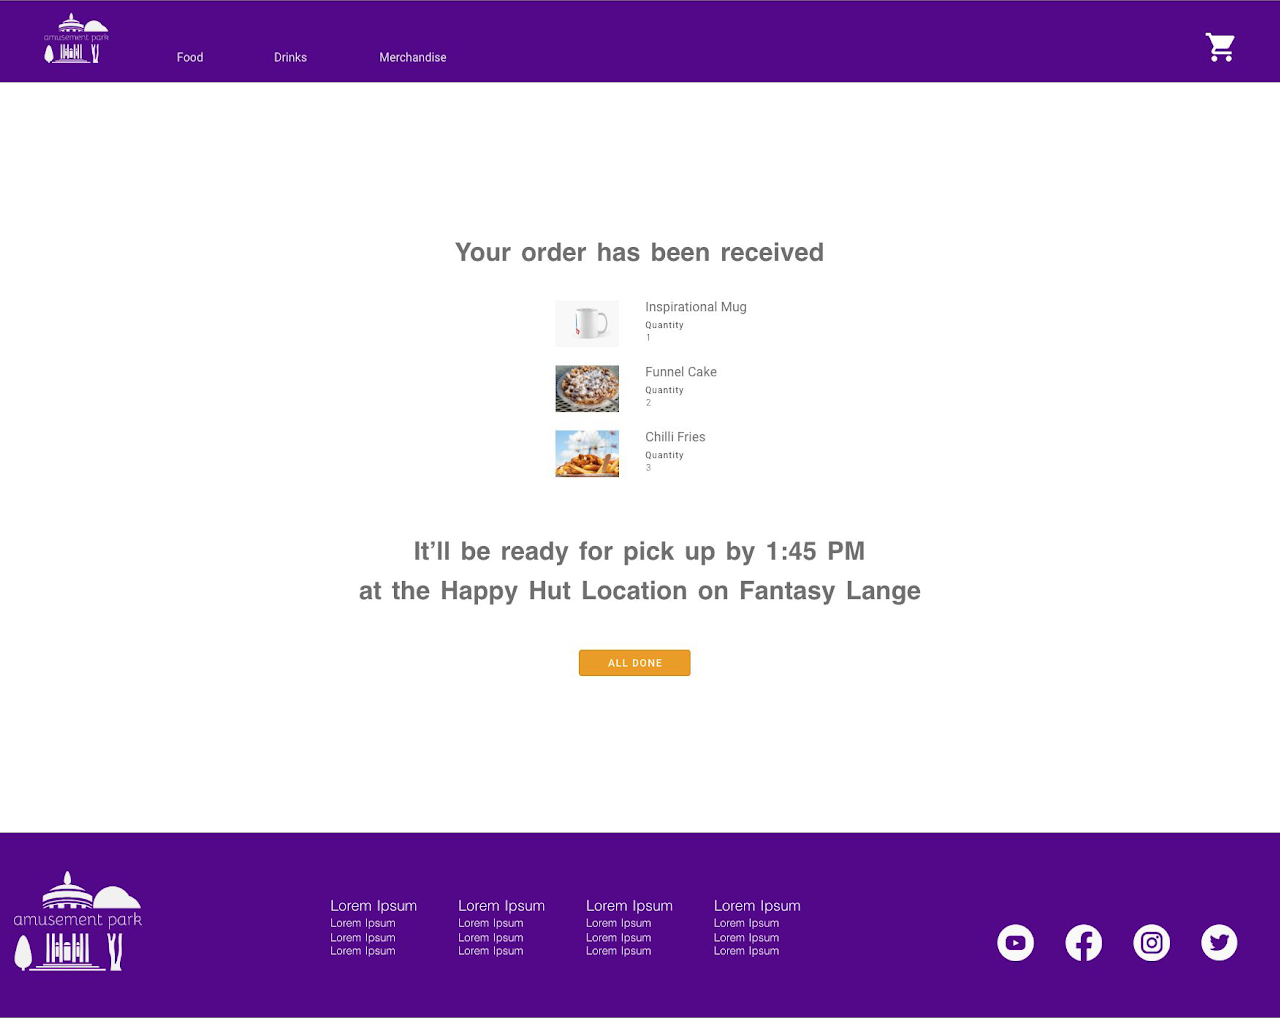 amusement park
Food Drinks Merchandise
Your order has been received
Inspirational Mug
Quantity
1
Funnel Cake
Quantity
2
Chilli Fries
Quantity
3
It’ll be ready for pick up by 1:45 PM
at the Happy Hut Location on Fantasy Lange
ALL DONE
amusement park
Lorem Ipsum Lorem Ipsum Lorem Ipsum Lorem Ipsum
Lorem Ipsum Lorem Ipsum Lorem Ipsum Lorem Ipsum
Lorem Ipsum Lorem Ipsum Lorem Ipsum Lorem Ipsum
Lorem Ipsum Lorem Ipsum Lorem Ipsum Lorem Ipsum